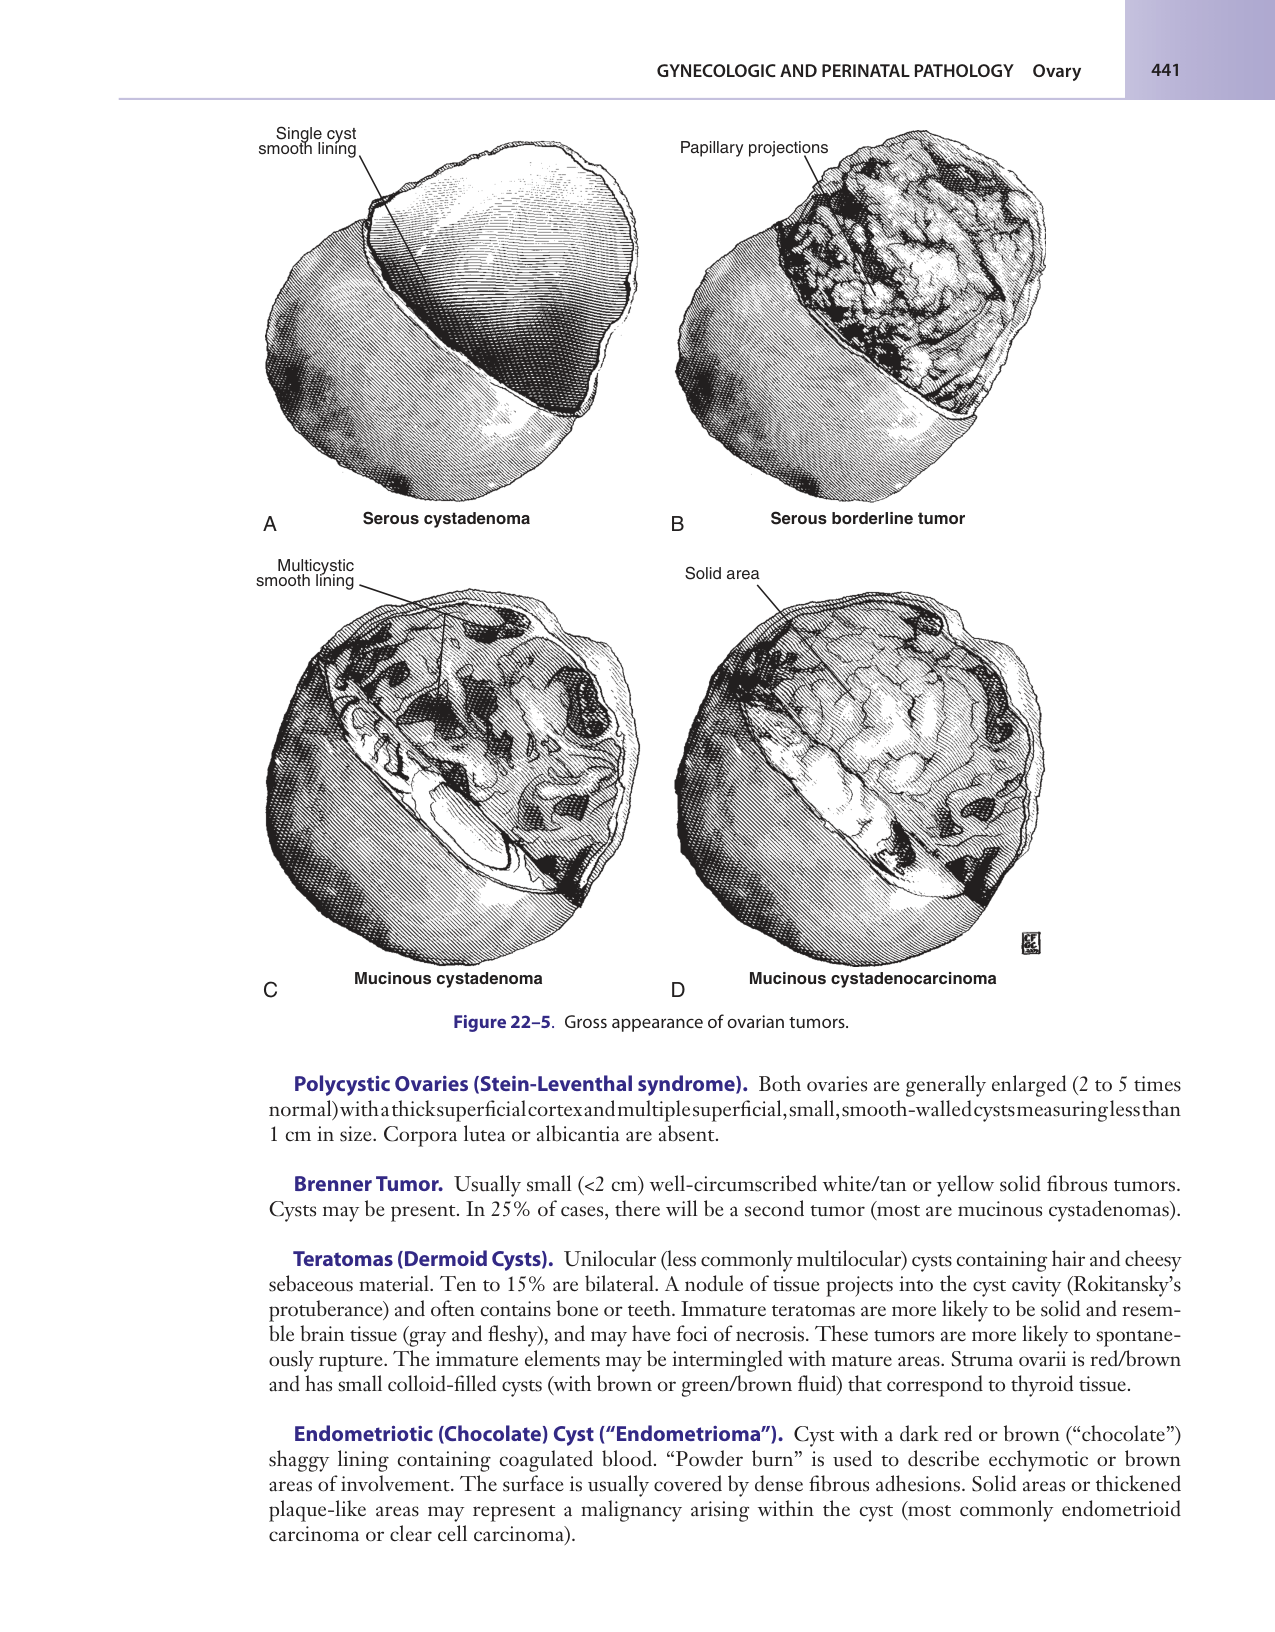 GYNECOLOGIC AND PERINATAL PATHOLOGY Ovary 441
Single cyst
smooth lining
Papillary projections
A Serous cystadenoma
B Serous borderline tumor
Multicystic
smooth lining
Solid area
C Mucinous cystadenoma
D Mucinous cystadenocarcinoma
Figure 22–5. Gross appearance of ovarian tumors.
Polycystic Ovaries (Stein-Leventhal syndrome). Both ovaries are generally enlarged (2 to 5 times
normal) with a thick superficial cortex and multiple superficial, small, smooth-walled cysts measuring less than
1 cm in size. Corpora lutea or albicantia are absent.
Brenner Tumor. Usually small (<2 cm) well-circumscribed white/tan or yellow solid fibrous tumors.
Cysts may be present. In 25% of cases, there will be a second tumor (most are mucinous cystadenomas).
Teratomas (Dermoid Cysts). Unilocular (less commonly multilocular) cysts containing hair and cheesy
sebaceous material. Ten to 15% are bilateral. A nodule of tissue projects into the cyst cavity (Rokitansky’s
protuberance) and often contains bone or teeth. Immature teratomas are more likely to be solid and resem-
ble brain tissue (gray and fleshy), and may have foci of necrosis. These tumors are more likely to spontane-
ously rupture. The immature elements may be intermingled with mature areas. Struma ovarii is red/brown
and has small colloid-filled cysts (with brown or green/brown fluid) that correspond to thyroid tissue.
Endometriotic (Chocolate) Cyst (“Endometrioma”). Cyst with a dark red or brown (“chocolate”)
shaggy lining containing coagulated blood. “Powder burn” is used to describe ecchymotic or brown
areas of involvement. The surface is usually covered by dense fibrous adhesions. Solid areas or thickened
plaque-like areas may represent a malignancy arising within the cyst (most commonly endometrioid
carcinoma or clear cell carcinoma).